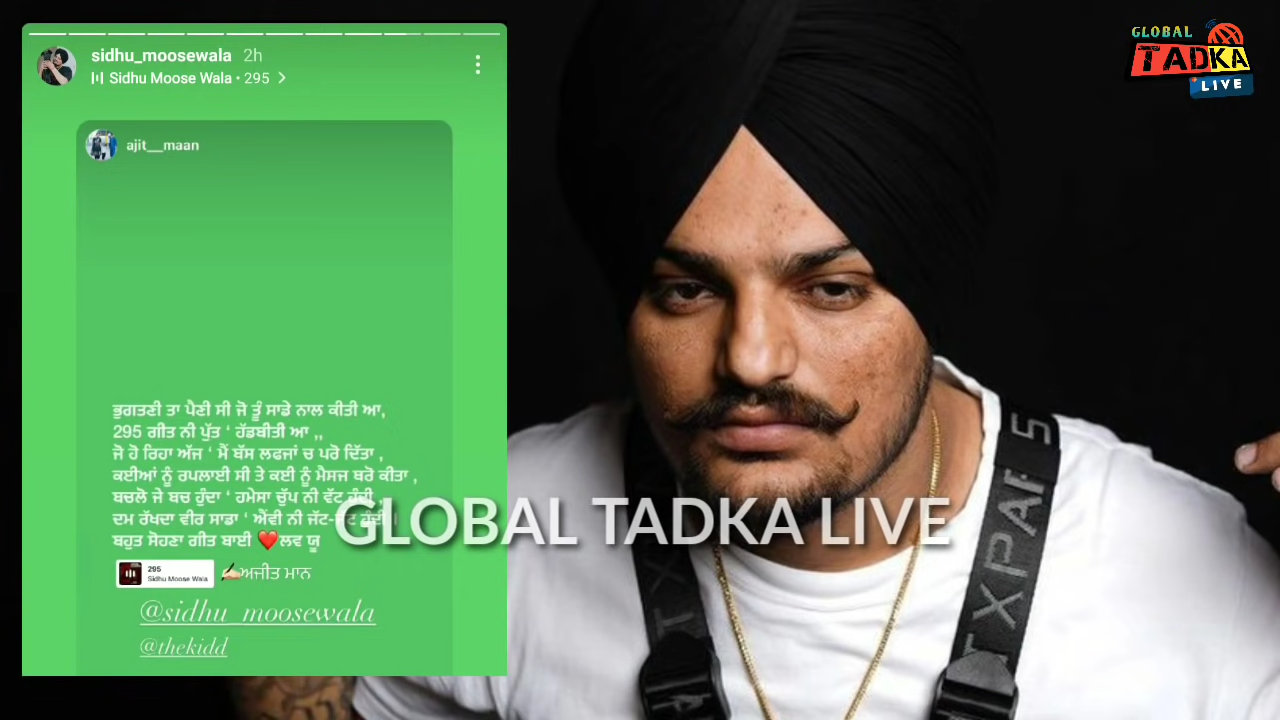 sidhu_moosewala 2h
Sidhu Moose Wala • 295
ajit__maan
ਭੁਗਤਣੀ ਤਾ ਪੈਣੀ ਸੀ ਜੋ ਤੂੰ ਸਾਡੇ ਨਾਲ ਕੀਤੀ ਆ,
295 ਗੀਤ ਨੀ ਪੁੱਤ ‘ ਹੱਡਬੀਤੀ ਆ ,,
ਜੋ ਹੋ ਰਿਹਾ ਅੱਜ ‘ ਮੈਂ ਬੱਸ ਲਫਜਾਂ ਚ ਪਰੋ ਦਿੱਤਾ ,
ਕਈਆਂ ਨੂੰ ਰਪਲਾਈ ਸੀ ਤੇ ਕਈ ਨੂੰ ਮੈਸਜ ਥਰੋ ਕੀਤਾ ,
ਬਚਲੋ ਜੇ ਬਚ ਹੁੰਦਾ ‘ ਹਮੇਸਾ ਚੁੱਪ ਨੀ ਵੱਟ ਹੁੰਦੀ
ਦਮ ਰੱਖਦਾ ਵੀਰ ਸਾਡਾ ‘ ਐਂਵੀ ਨੀ ਜੱਟ-ਜੱਟ ਹੁੰਦੀ ।
ਬਹੁਤ ਸੋਹਣਾ ਗੀਤ ਬਾਈ ❤️ਲਵ ਯੂ
295
Sidhu Moose Wala
✍🏻ਅਜੀਤ ਮਾਨ
@sidhu_moosewala
@thekidd
GLOBAL TADKA LIVE
GLOBAL
TADKA
LIVE